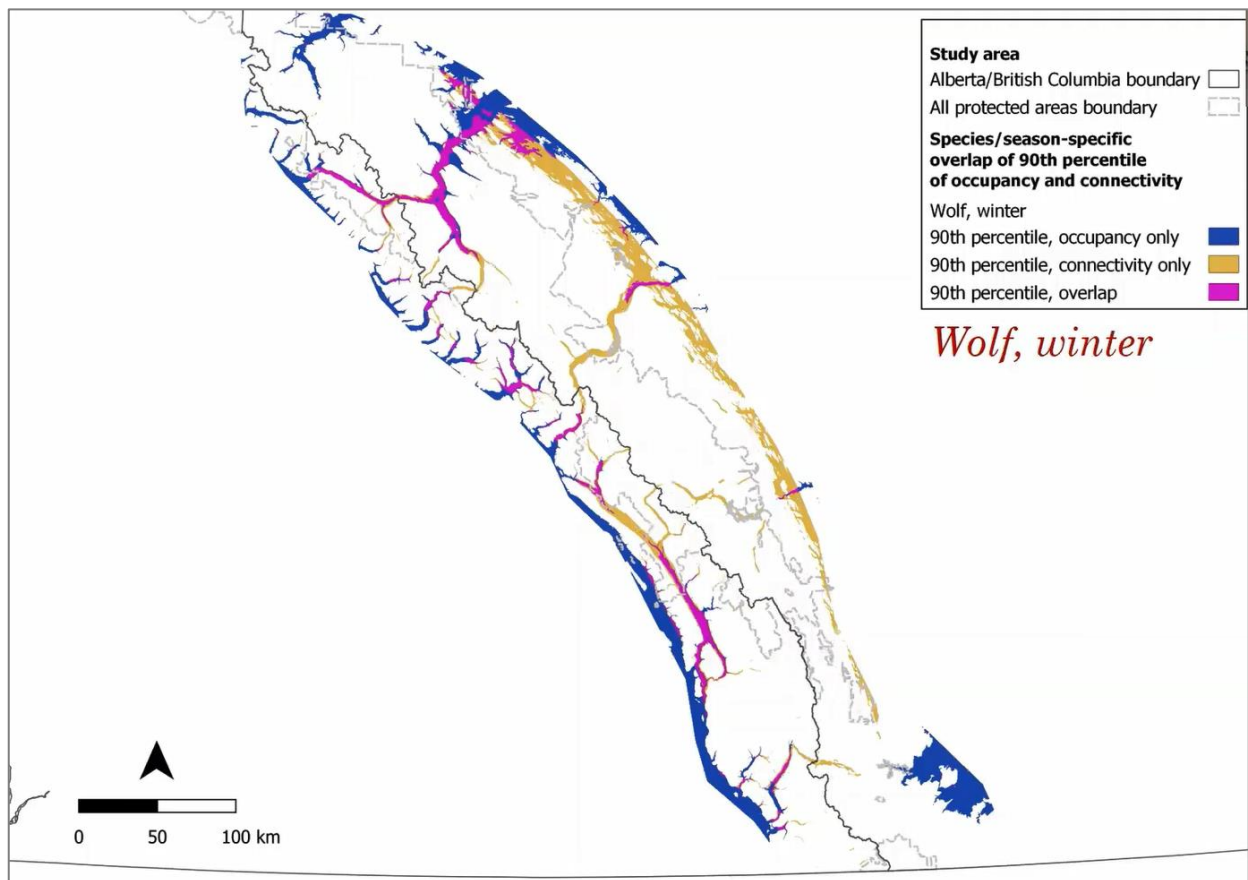 Study area
Alberta/British Columbia boundary
All protected areas boundary
Species/season-specific
overlap of 90th percentile
of occupancy and connectivity
Wolf, winter
90th percentile, occupancy only
90th percentile, connectivity only
90th percentile, overlap
Wolf, winter
0 50 100 km